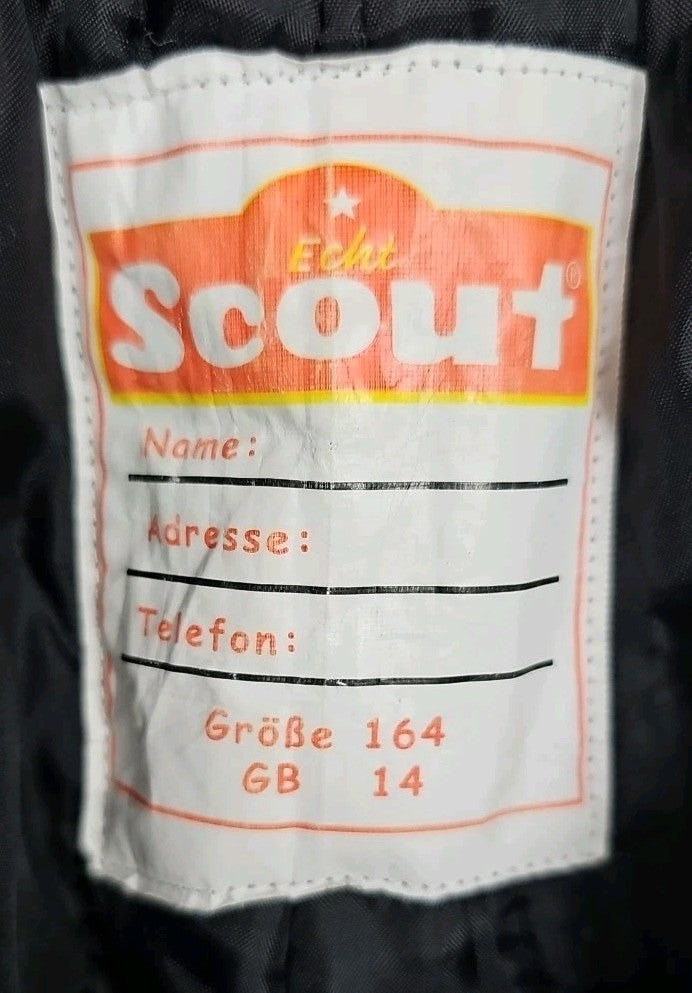 Echt
Scout®
Name:
Adresse:
Telefon:
Größe 164
GB 14